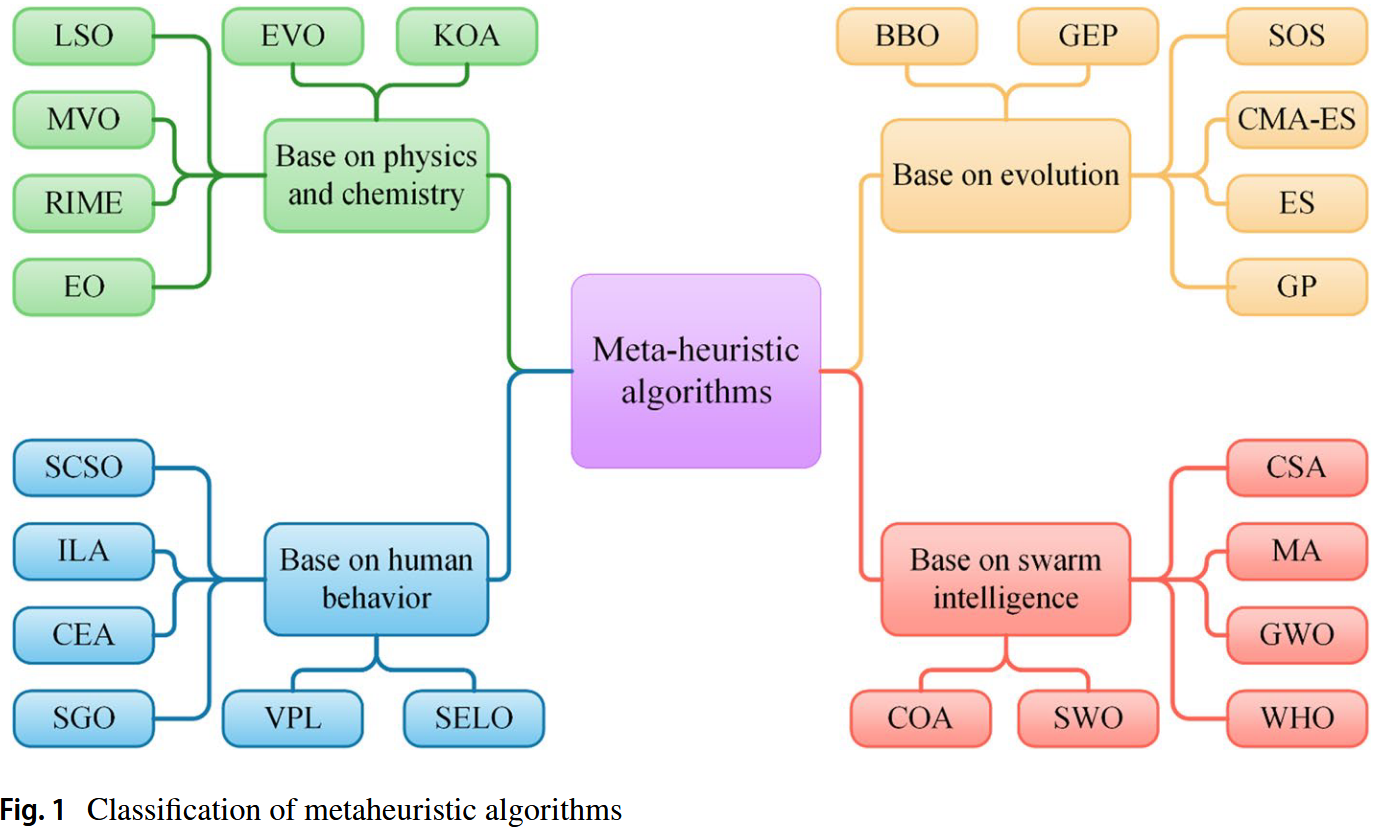 LSO
EVO
KOA
MVO
RIME
EO
Base on physics
and chemistry
BBO
GEP
SOS
CMA-ES
ES
GP
Base on evolution
Meta-heuristic
algorithms
SCSO
ILA
CEA
SGO
Base on human
behavior
VPL
SELO
Base on swarm
intelligence
CSA
MA
GWO
WHO
COA
SWO
Fig. 1 Classification of metaheuristic algorithms